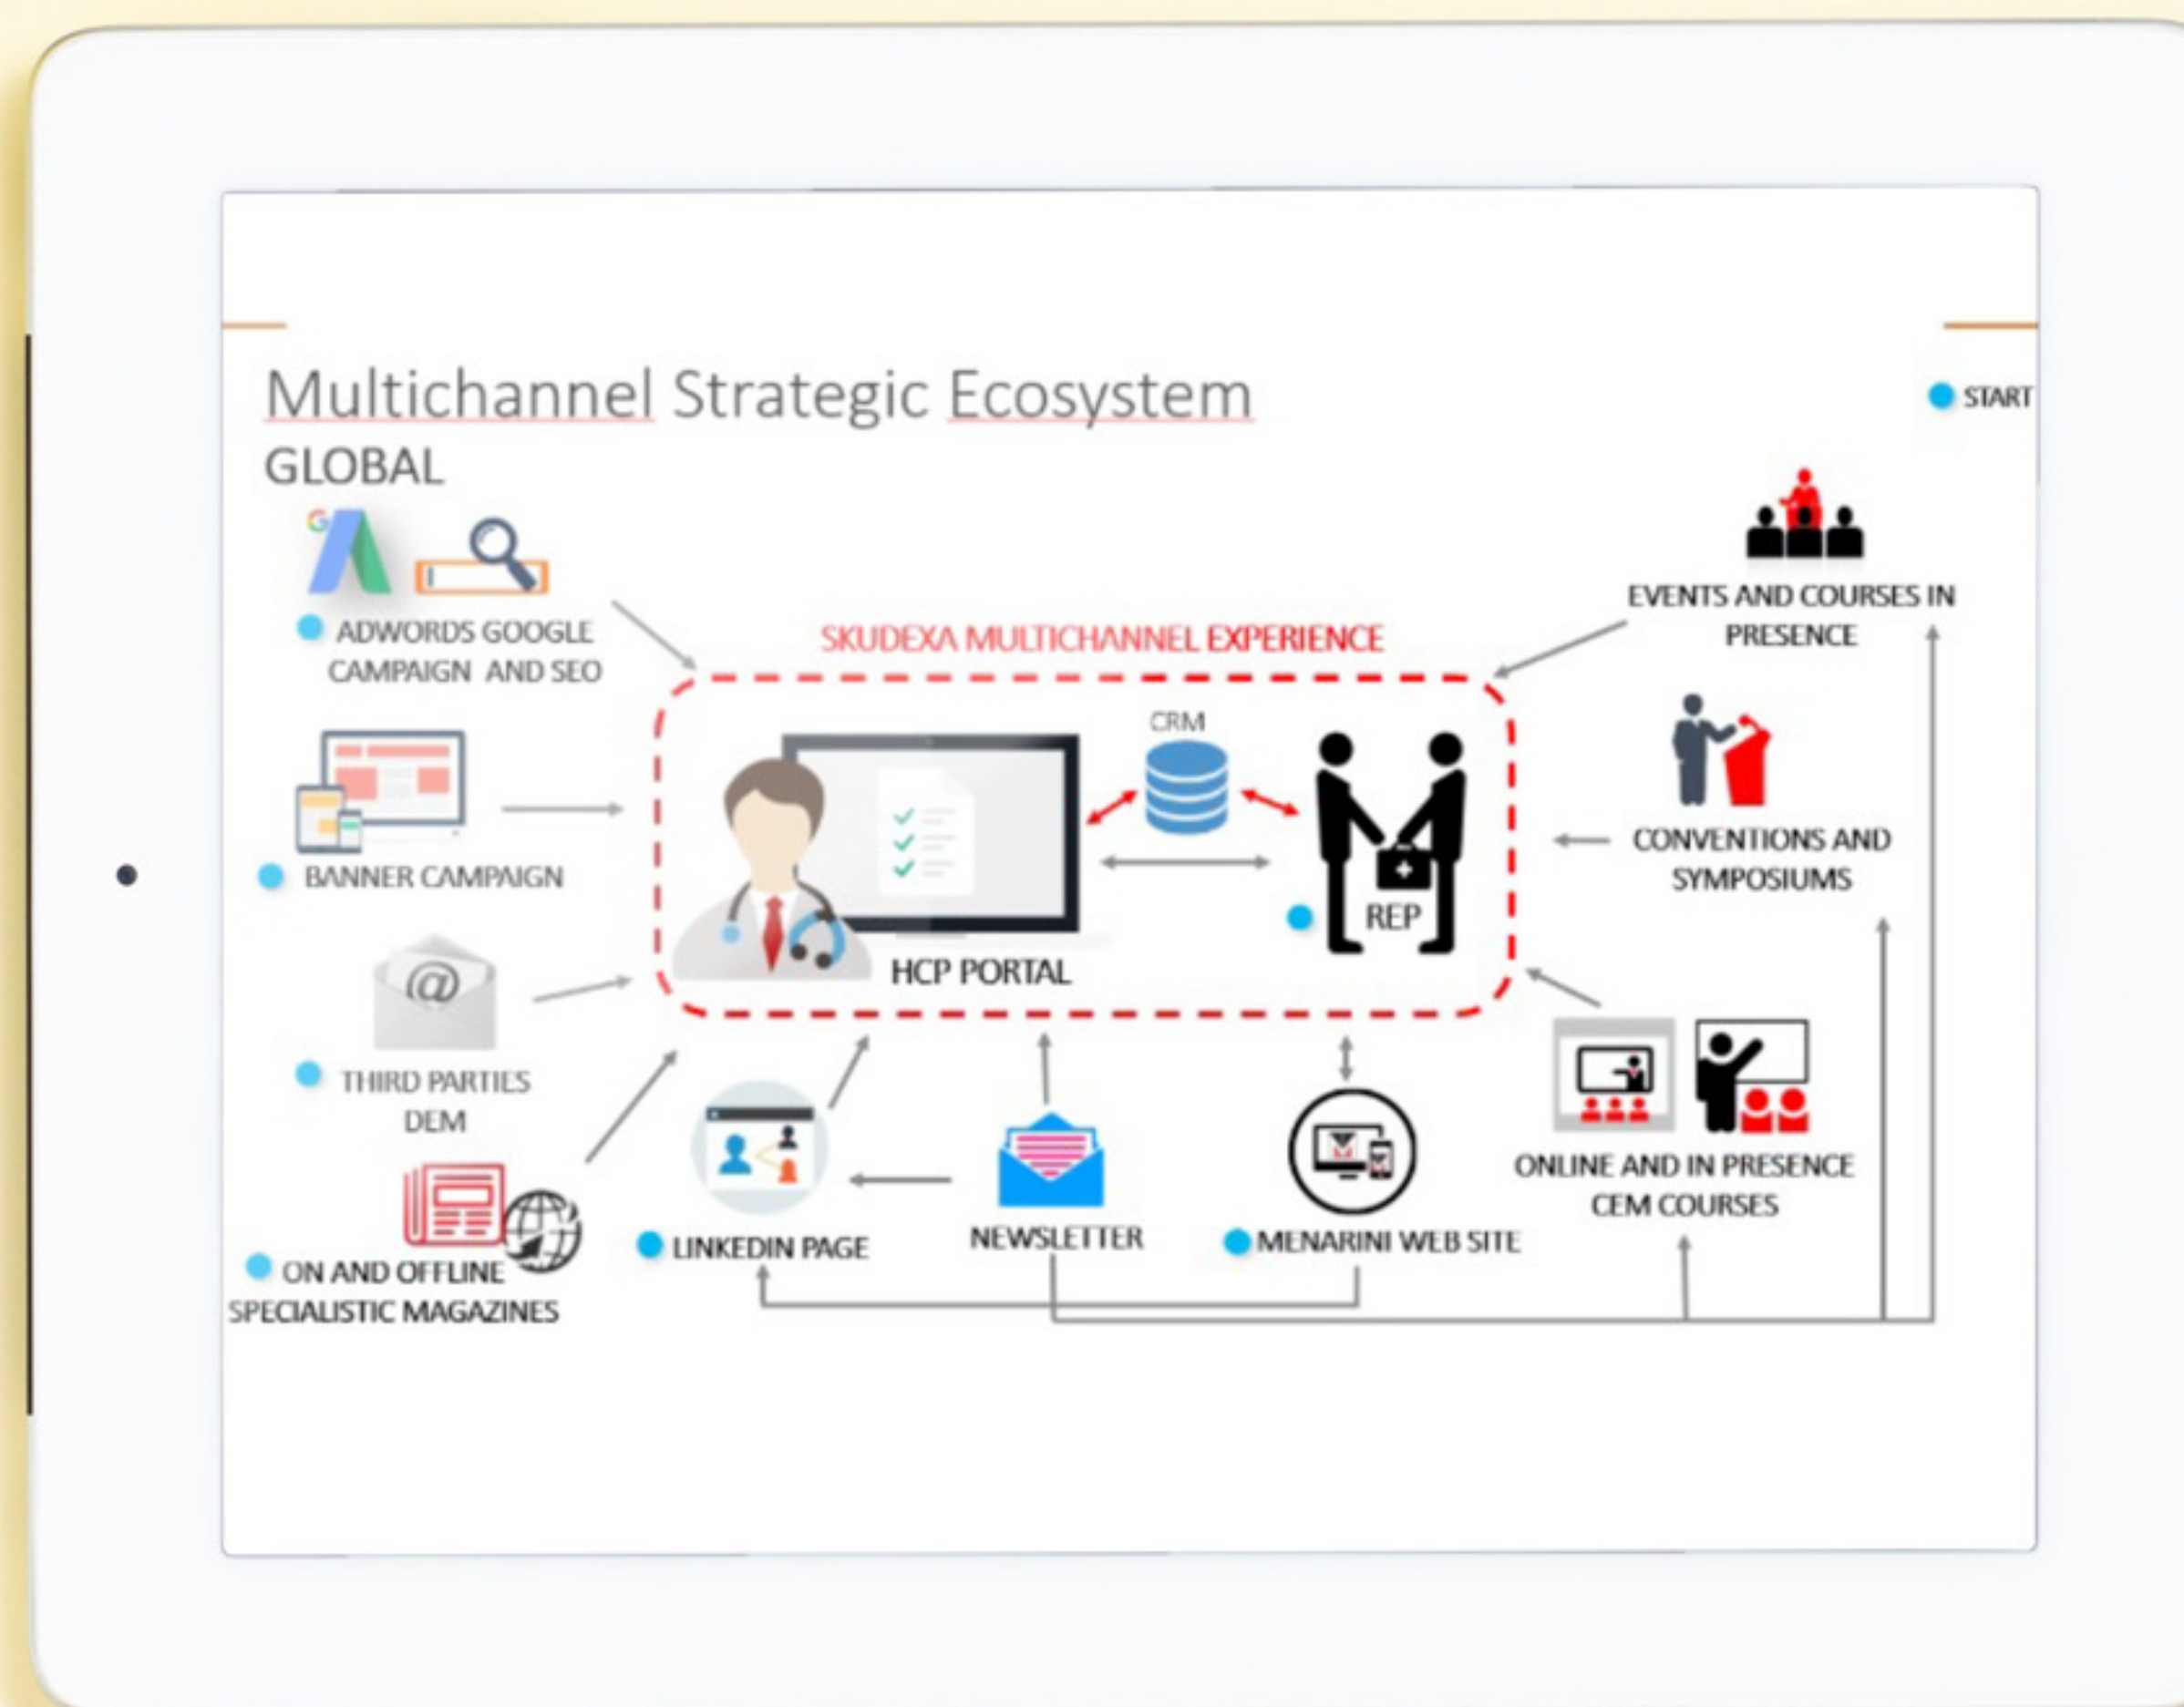 Multichannel Strategic Ecosystem
GLOBAL
START
ADWORDS GOOGLE
CAMPAIGN AND SEO
BANNER CAMPAIGN
@
THIRD PARTIES
DEM
ON AND OFFLINE
SPECIALISTIC MAGAZINES
SKUDEXA MULTICHANNEL EXPERIENCE
CRM
HCP PORTAL
REP
LINKEDIN PAGE
NEWSLETTER
MENARINI WEB SITE
EVENTS AND COURSES IN
PRESENCE
CONVENTIONS AND
SYMPOSIUMS
ONLINE AND IN PRESENCE
CEM COURSES